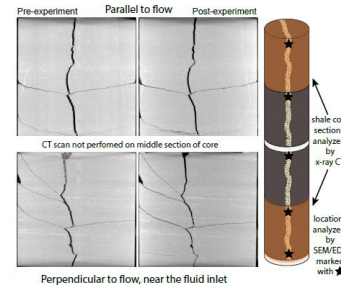 Parallel to flow
Pre-experiment
Post-experiment
CT scan not perfomed on middle section of core
Perpendicular to flow, near the fluid inlet
shale co
section
analyze
by
x-ray C
location
analyze
by
SEM/ED
marked
with ★